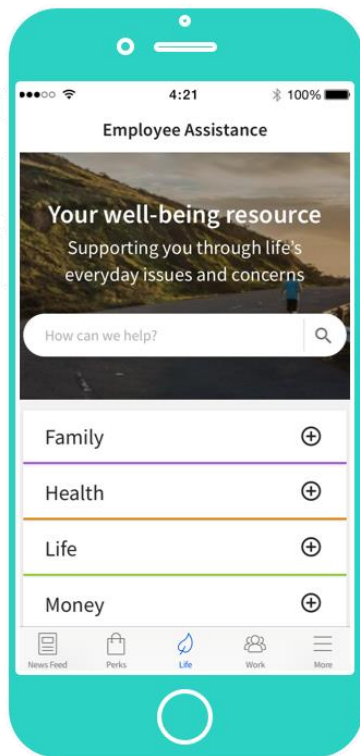 4:21
100%
Employee Assistance
Your well-being resource
Supporting you through life's
everyday issues and concerns
How can we help?
Family
Health
Life
Money
News Feed
Perks
Life
Work
More